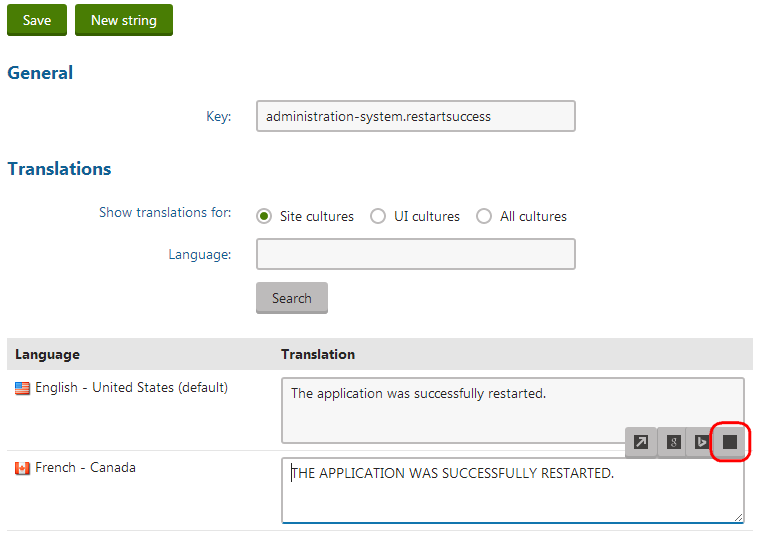 Save New string
General
Key: administration-system.restartsuccess
Translations
Show translations for: Site cultures UI cultures All cultures
Language:
Search
Language Translation
English - United States (default) The application was successfully restarted.
g b
French - Canada THE APPLICATION WAS SUCCESSFULLY RESTARTED.